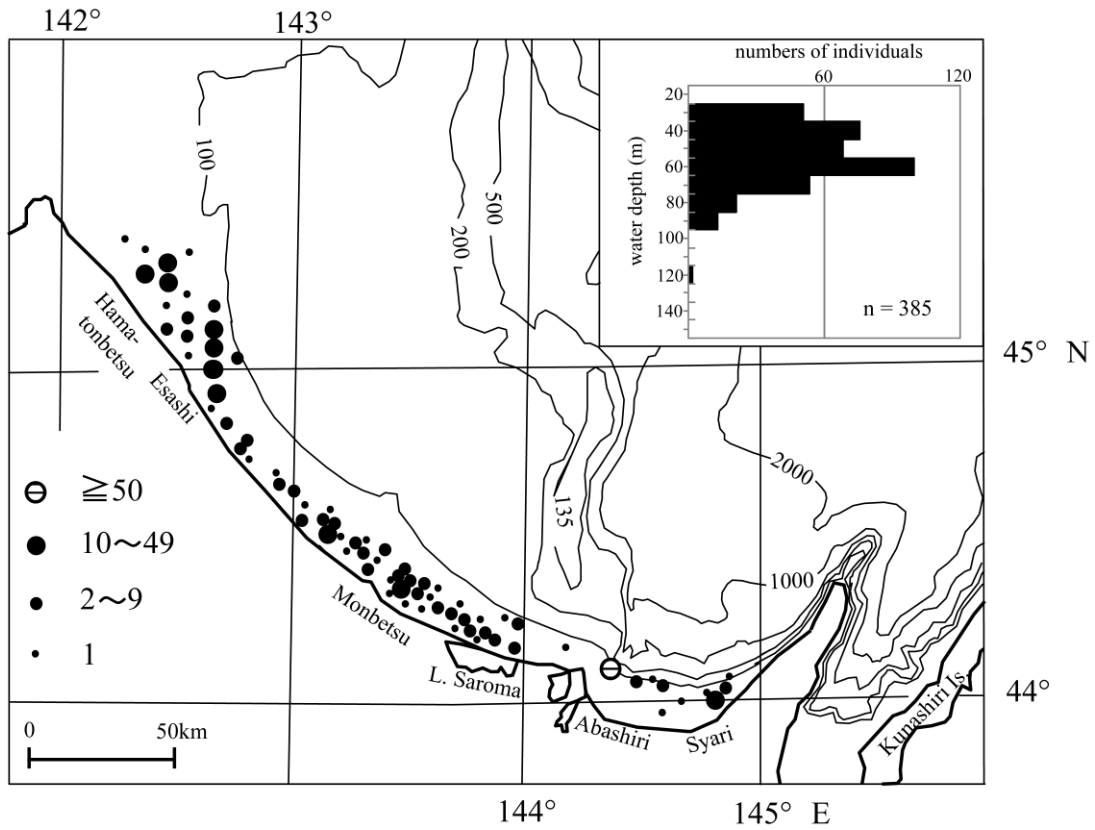 142°
143°
numbers of individuals
60
120
20
40
60
80
100
120
140
water depth (m)
n = 385
100
200
500
135
2000
1000
45° N
44°
Hama-
tonbetsu
Esashi
Monbetsu
L. Saroma
Abashiri
Syari
Kunashiri Is.
≧50
10～49
2～9
1
0
50km
144°
145° E